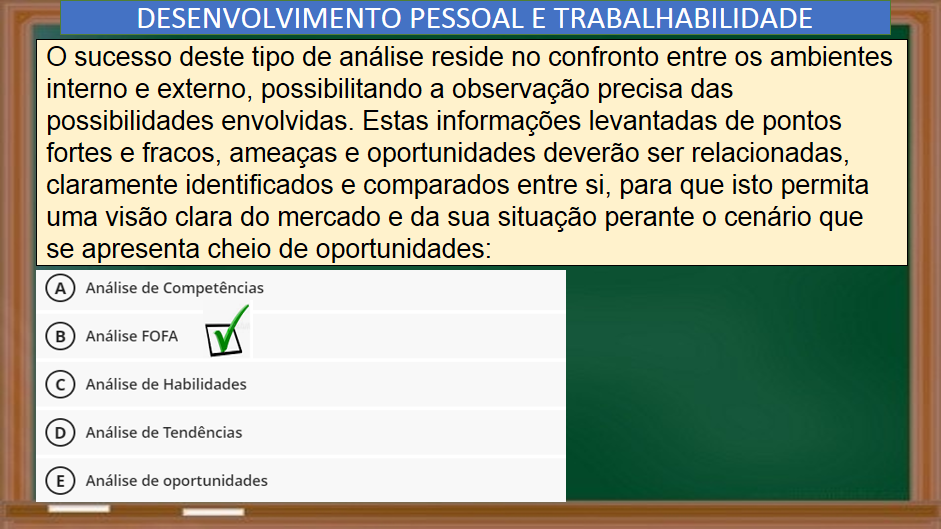 DESENVOLVIMENTO PESSOAL E TRABALHABILIDADE
O sucesso deste tipo de análise reside no confronto entre os ambientes
interno e externo, possibilitando a observação precisa das
possibilidades envolvidas. Estas informações levantadas de pontos
fortes e fracos, ameaças e oportunidades deverão ser relacionadas,
claramente identificados e comparados entre si, para que isto permita
uma visão clara do mercado e da sua situação perante o cenário que
se apresenta cheio de oportunidades:
A Análise de Competências
B Análise FOFA
C Análise de Habilidades
D Análise de Tendências
E Análise de oportunidades